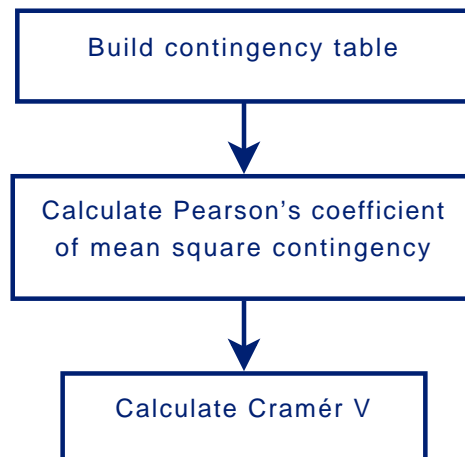 Build contingency table
Calculate Pearson’s coefficient
of mean square contingency
Calculate Cramér V